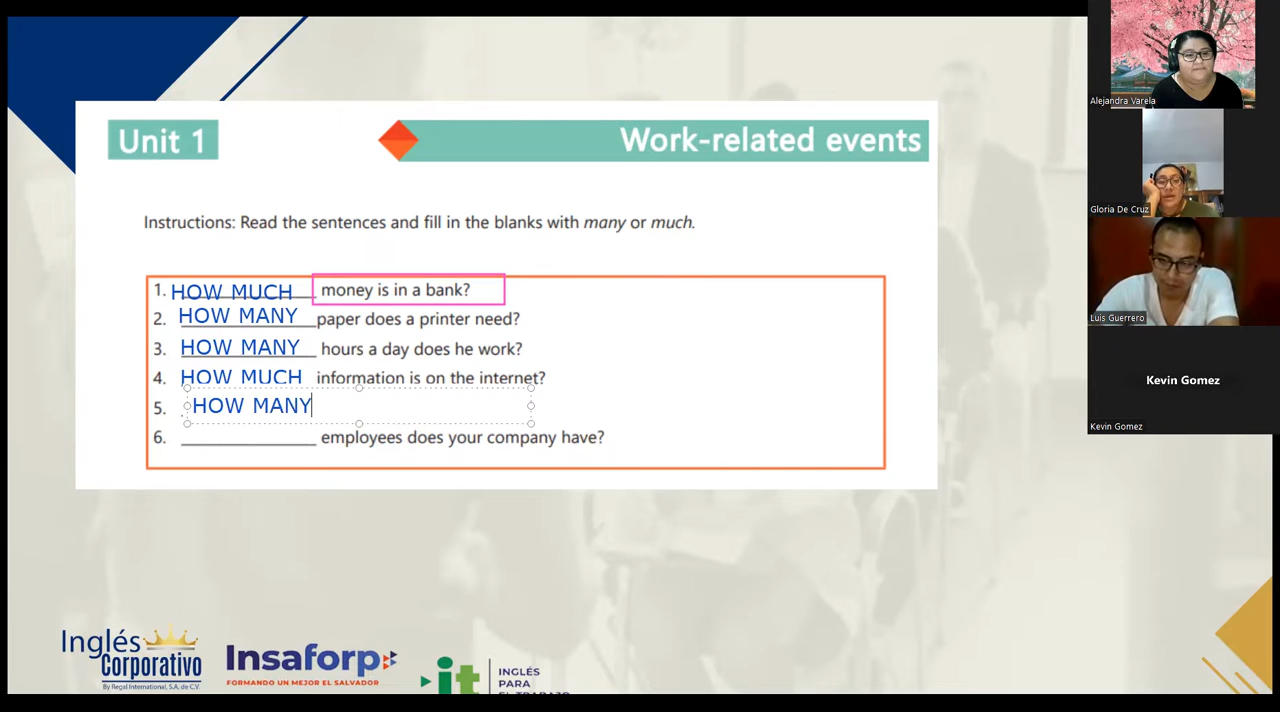 Unit 1
Work-related events
Instructions: Read the sentences and fill in the blanks with many or much.
1. HOW MUCH money is in a bank?
2. HOW MANY paper does a printer need?
3. HOW MANY hours a day does he work?
4. HOW MUCH information is on the internet?
5. HOW MANY
6. ______________ employees does your company have?
Inglés
Corporativo
By Regal International, S.A. de C.V.
Insaforp
FORMANDO UN MEJOR EL SALVADOR
it
INGLÉS
PARA
EL TRABAJO
Alejandra Varela
Gloria De Cruz
Luis Guerrero
Kevin Gomez
Kevin Gomez